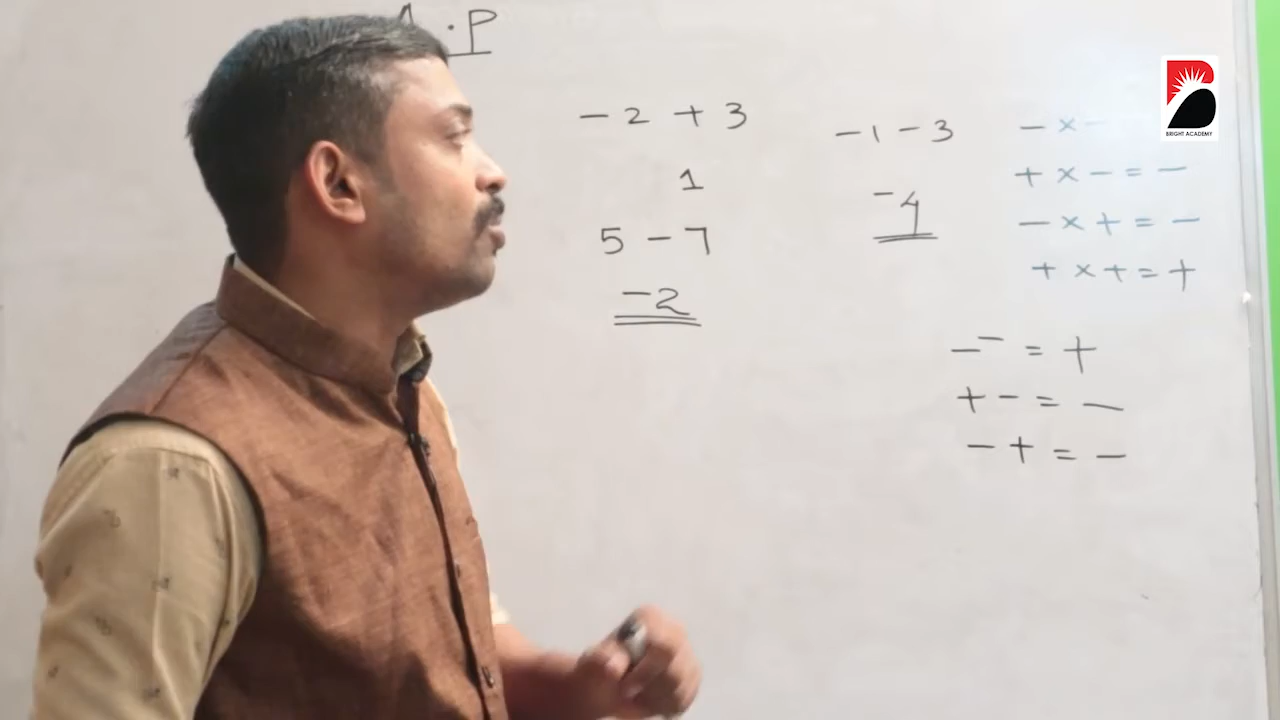 A.P
-2 + 3
1
5 - 7
-2
-1 - 3
-4
- × -
+ × - = -
- × + = -
+ × + = +
- - = +
+ - = -
- + = -
BRIGHT ACADEMY